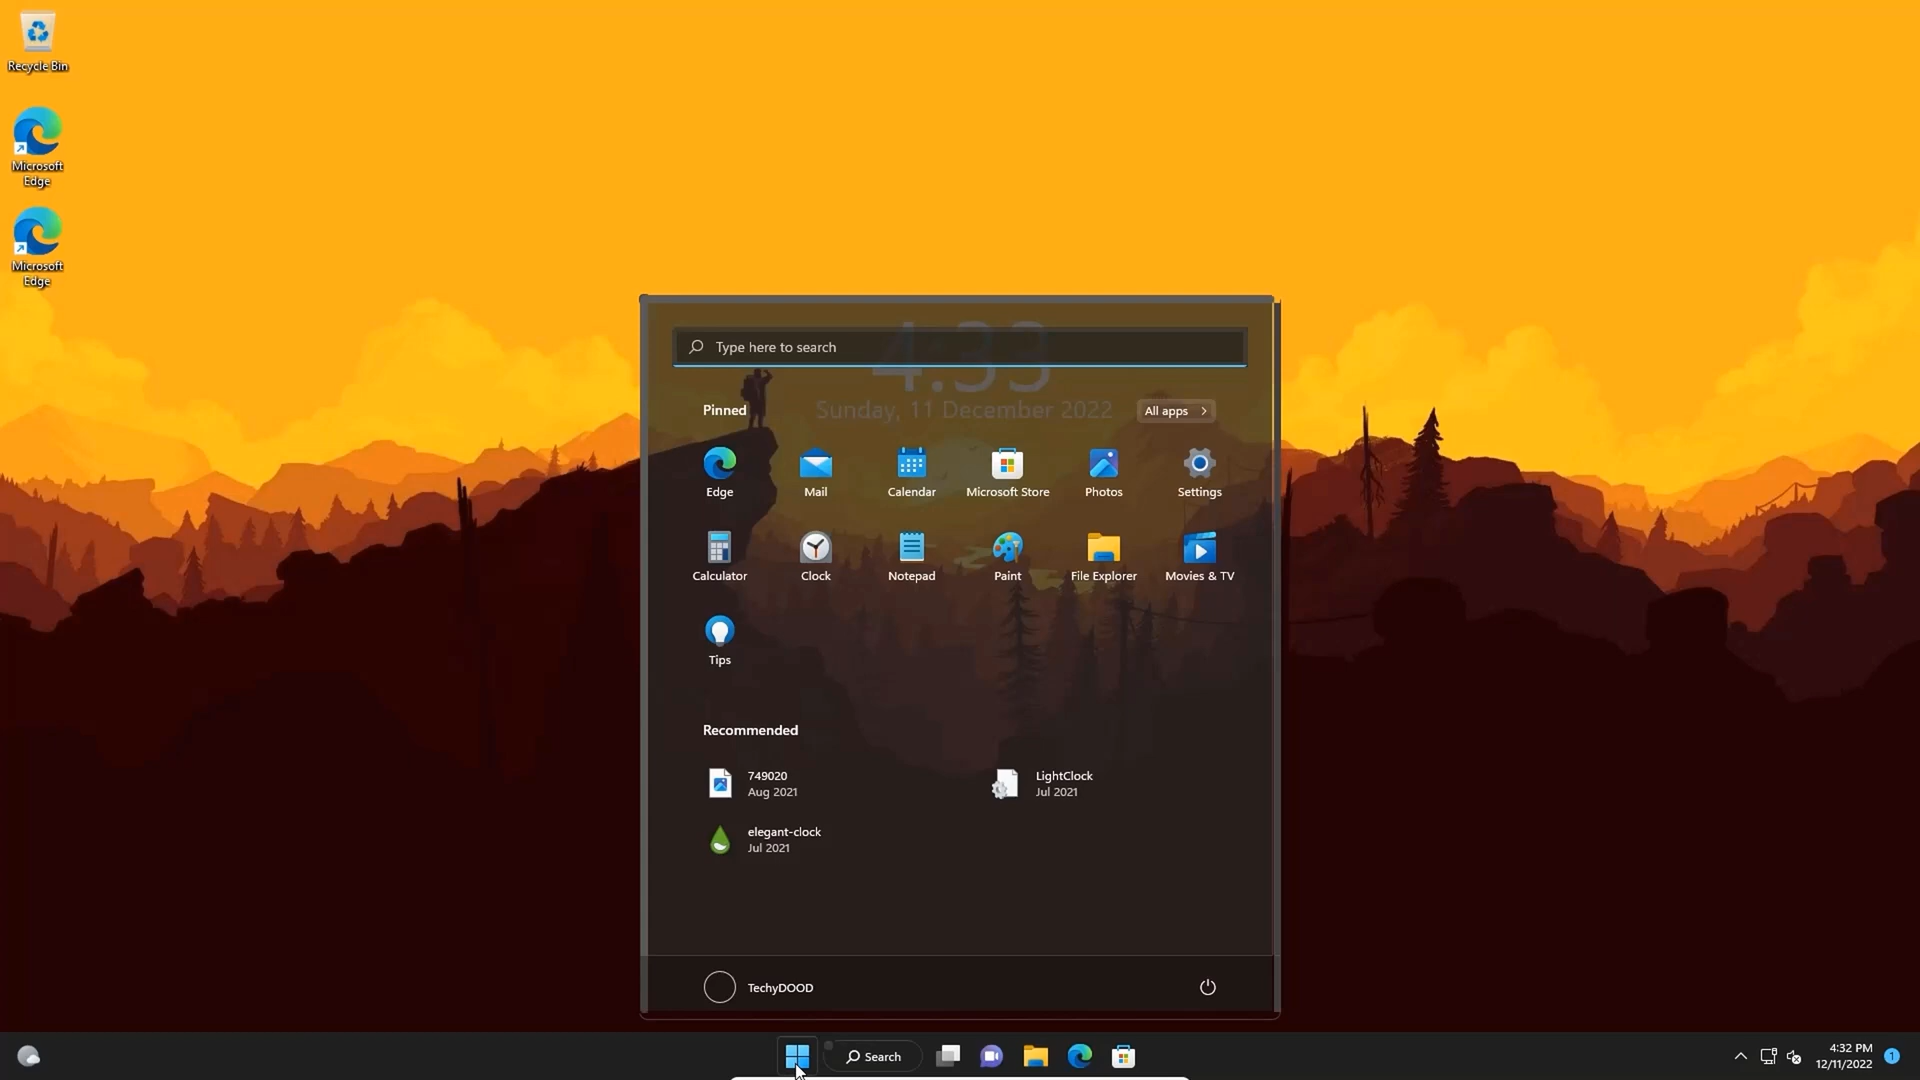 Recycle Bin
Microsoft
Edge
Microsoft
Edge
4:33
Type here to search
Sunday, 11 December 2022
Pinned
All apps
Edge
Mail
Calendar
Microsoft Store
Photos
Settings
Calculator
Clock
Notepad
Paint
File Explorer
Movies & TV
Tips
Recommended
749020
Aug 2021
LightClock
Jul 2021
elegant-clock
Jul 2021
TechyDOOD
Search
4:32 PM
12/11/2022
1